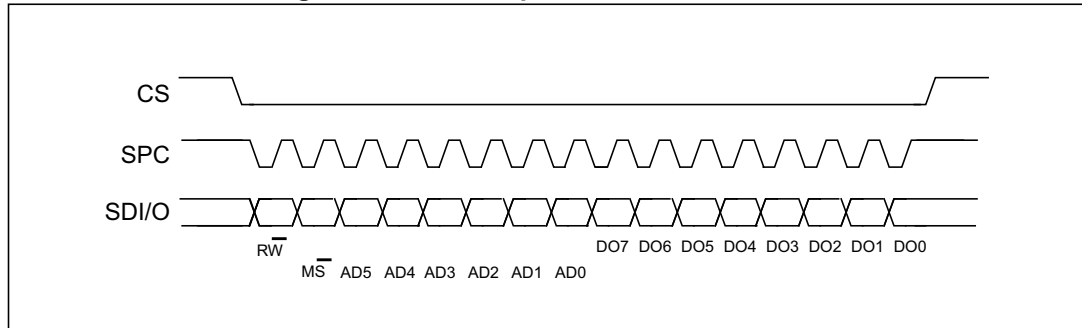 CS
SPC
SDI/O
RW DO7 DO6 DO5 DO4 DO3 DO2 DO1 DO0
MS AD5 AD4 AD3 AD2 AD1 AD0